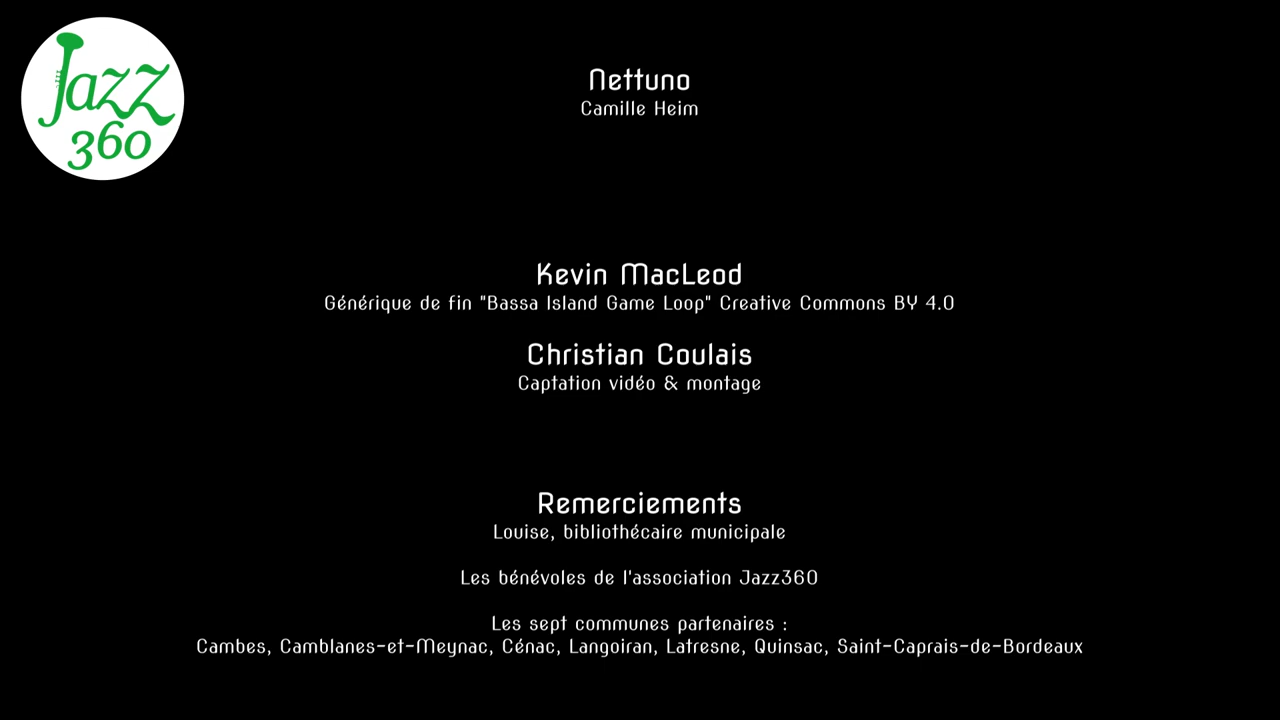 Jazz
360
Nettuno
Camille Heim
Kevin MacLeod
Générique de fin "Bassa Island Game Loop" Creative Commons BY 4.0
Christian Coulais
Captation vidéo & montage
Remerciements
Louise, bibliothécaire municipale
Les bénévoles de l'association Jazz360
Les sept communes partenaires :
Cambes, Camblanes-et-Meynac, Cénac, Langoiran, Latresne, Quinsac, Saint-Caprais-de-Bordeaux